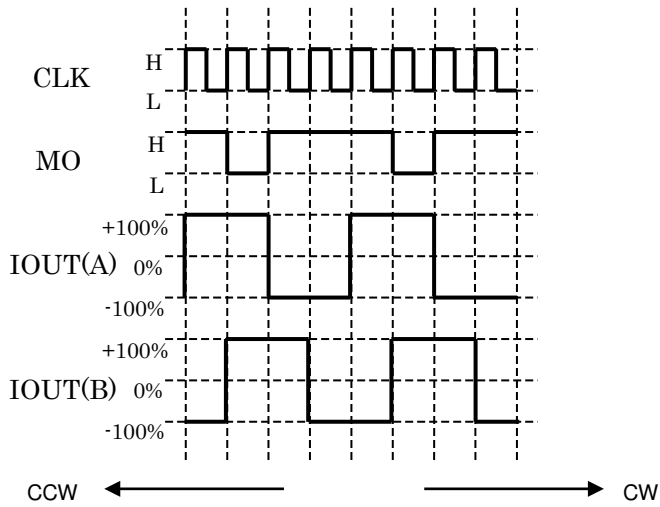 CLK
H
L
MO
H
L
IOUT(A)
+100%
0%
-100%
IOUT(B)
+100%
0%
-100%
CCW
CW